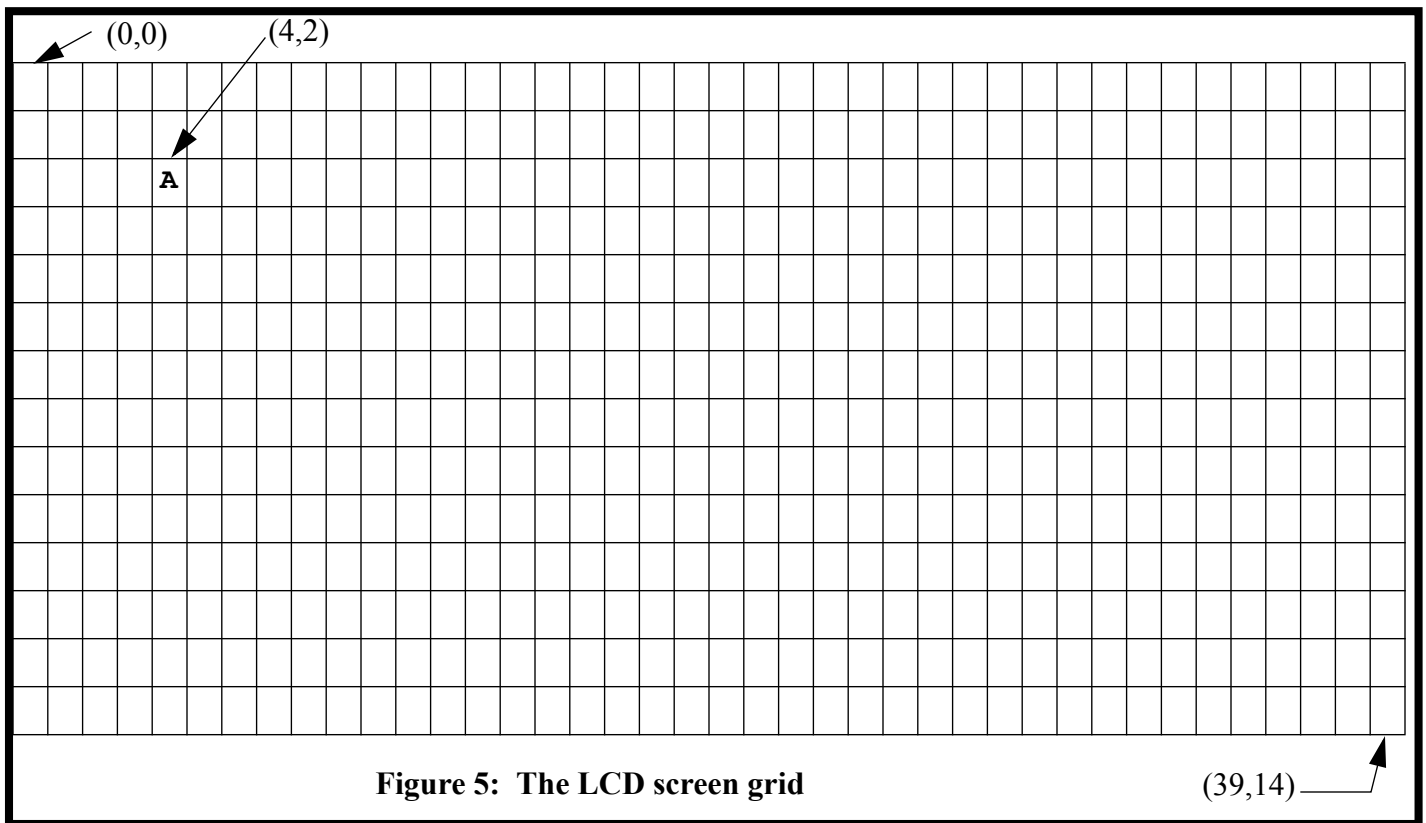 (0,0)
(4,2)
A
Figure 5: The LCD screen grid
(39,14)